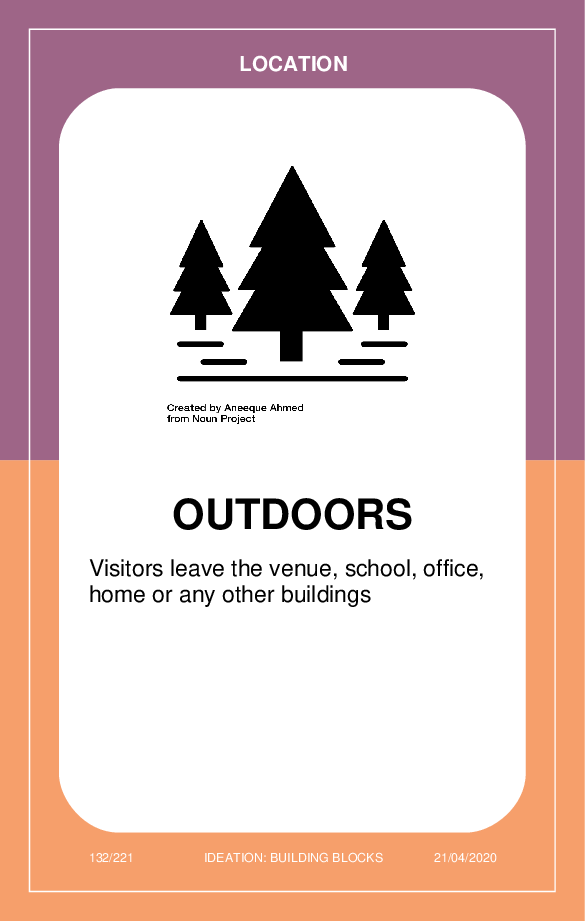 LOCATION
Created by Aneeque Ahmed
from Noun Project
OUTDOORS
Visitors leave the venue, school, office,
home or any other buildings
132/221 IDEATION: BUILDING BLOCKS 21/04/2020